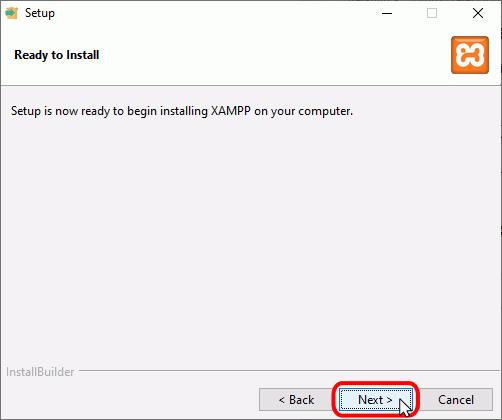 Setup
Ready to Install
Setup is now ready to begin installing XAMPP on your computer.
InstallBuilder
< Back
Next >
Cancel